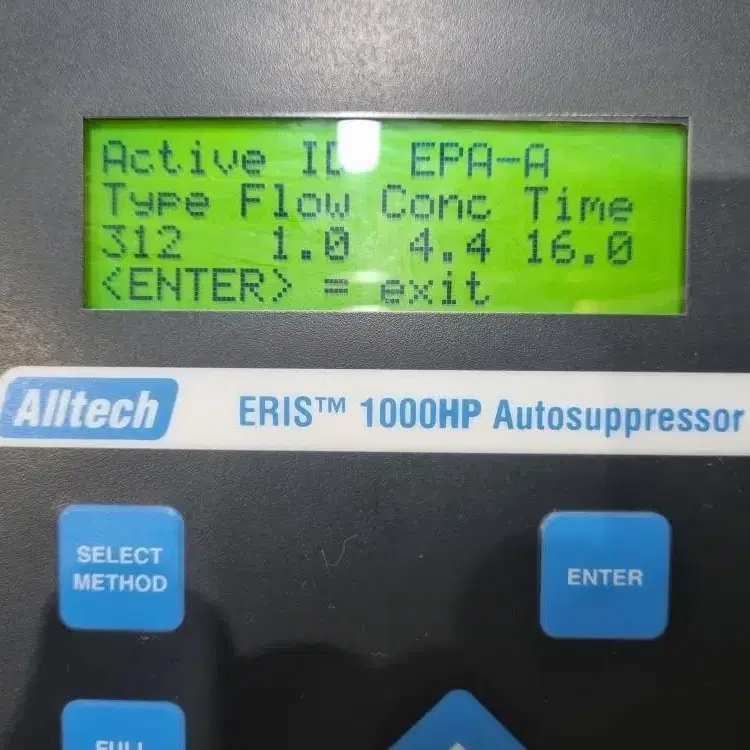 Active ID EPA-A
Type Flow Conc Time
312 1.0 4.4 16.0
<ENTER> = exit
Alltech ERIS™ 1000HP Autosuppressor
SELECT METHOD
ENTER
FULL